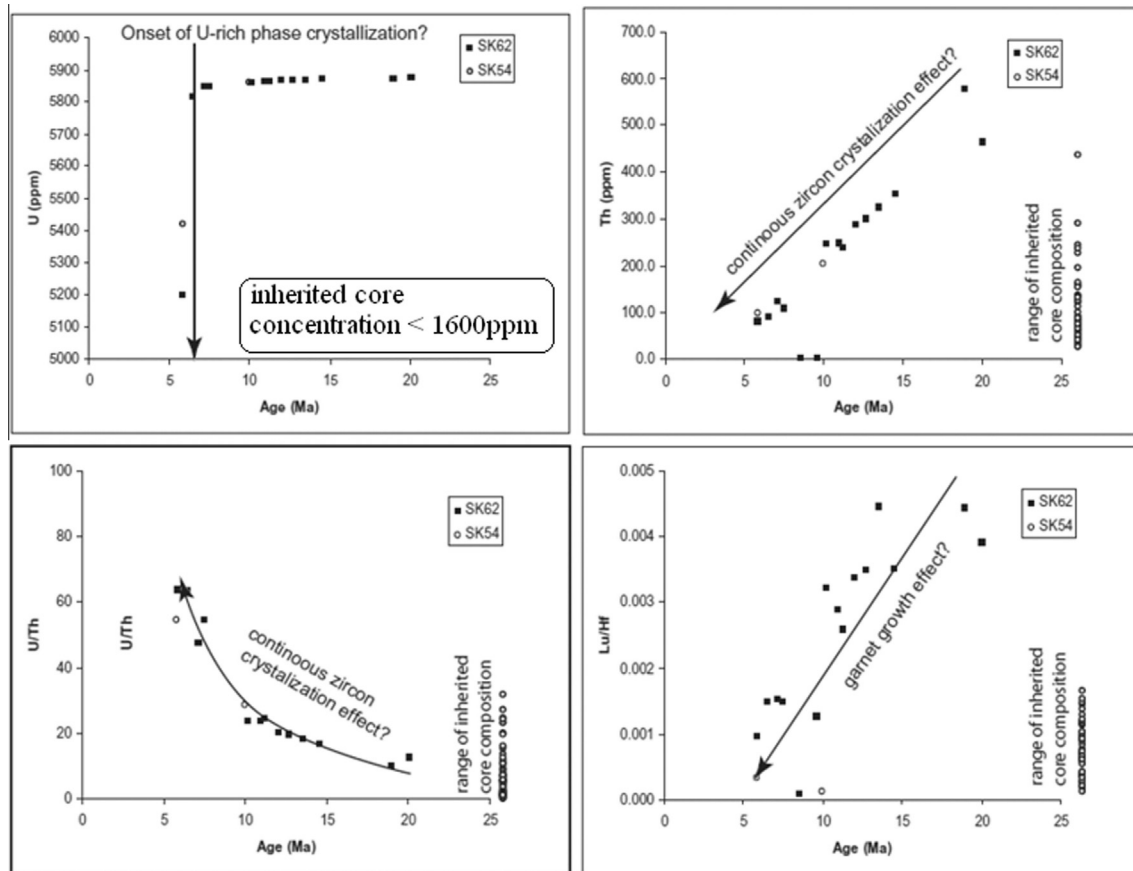 Onset of U-rich phase crystallization?
6000
5900
5800
5700
5600
5500
5400
5300
5200
5100
5000
U (ppm)
SK62
SK54
inherited core
concentration < 1600ppm
0
5
10
15
20
25
Age (Ma)
700.0
600.0
500.0
400.0
300.0
200.0
100.0
0.0
Th (ppm)
SK62
SK54
continoous zircon crystalization effect?
range of inherited
core composition
0
5
10
15
20
25
Age (Ma)
100
80
60
40
20
0
U/Th
U/Th
SK62
SK54
continoous zircon
crystalization effect?
range of inherited
core composition
0
5
10
15
20
25
Age (Ma)
0.005
0.004
0.003
0.002
0.001
0.000
Lu/Hf
SK62
SK54
garnet growth effect?
range of inherited
core composition
0
5
10
15
20
25
Age (Ma)